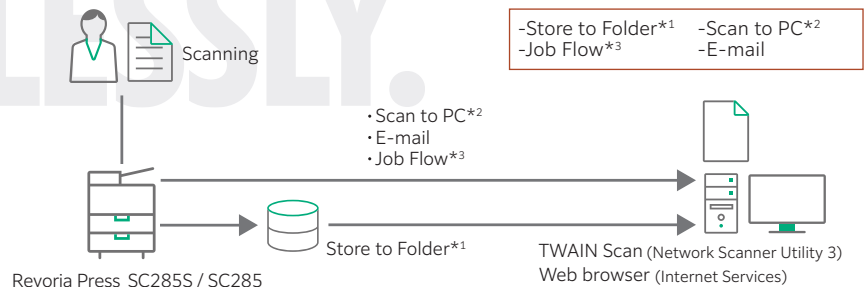 LESSLY.
Scanning
-Store to Folder*1 -Scan to PC*2
-Job Flow*3 -E-mail
・Scan to PC*2
・E-mail
・Job Flow*3
Store to Folder*1
TWAIN Scan (Network Scanner Utility 3)
Web browser (Internet Services)
Revoria Press SC285S / SC285